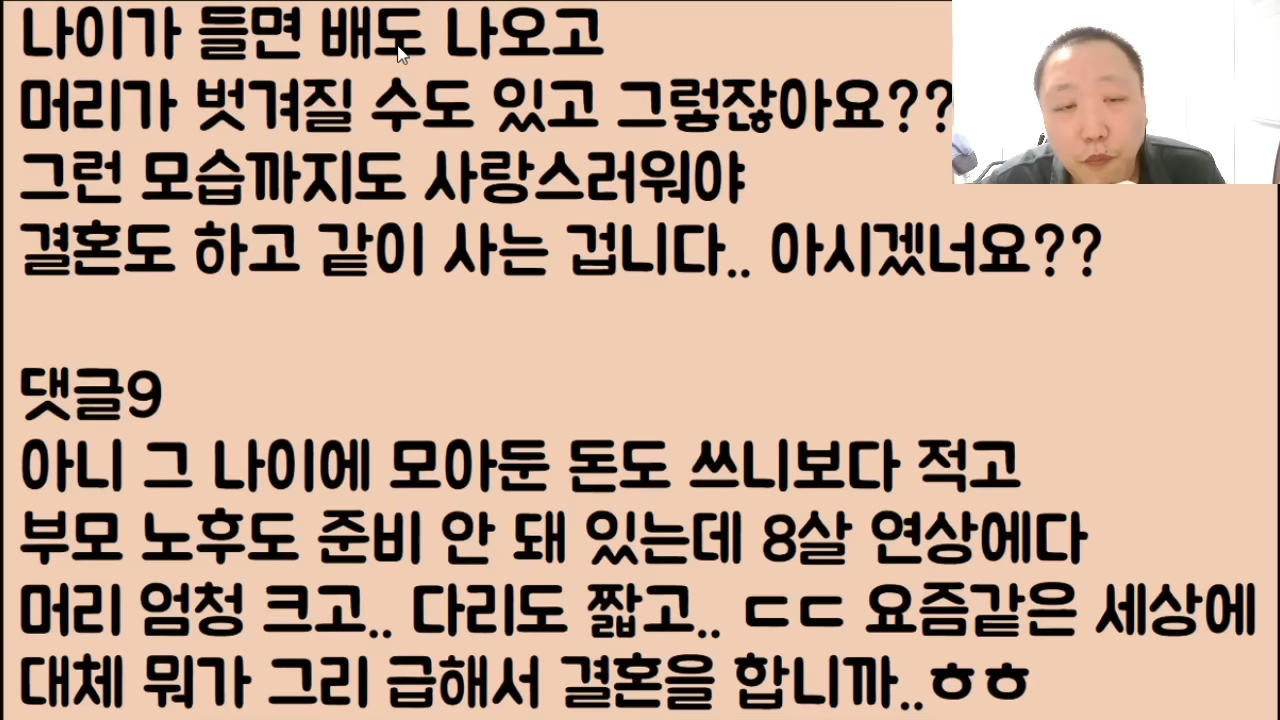 나이가 들면 배도 나오고
머리가 벗겨질 수도 있고 그렇잖아요??
그런 모습까지도 사랑스러워야
결혼도 하고 같이 사는 겁니다.. 아시겠너요??
댓글9
아니 그 나이에 모아둔 돈도 쓰니보다 적고
부모 노후도 준비 안 돼 있는데 8살 연상에다
머리 엄청 크고.. 다리도 짧고.. ㄷㄷ 요즘같은 세상에
대체 뭐가 그리 급해서 결혼을 합니까..ㅎㅎ